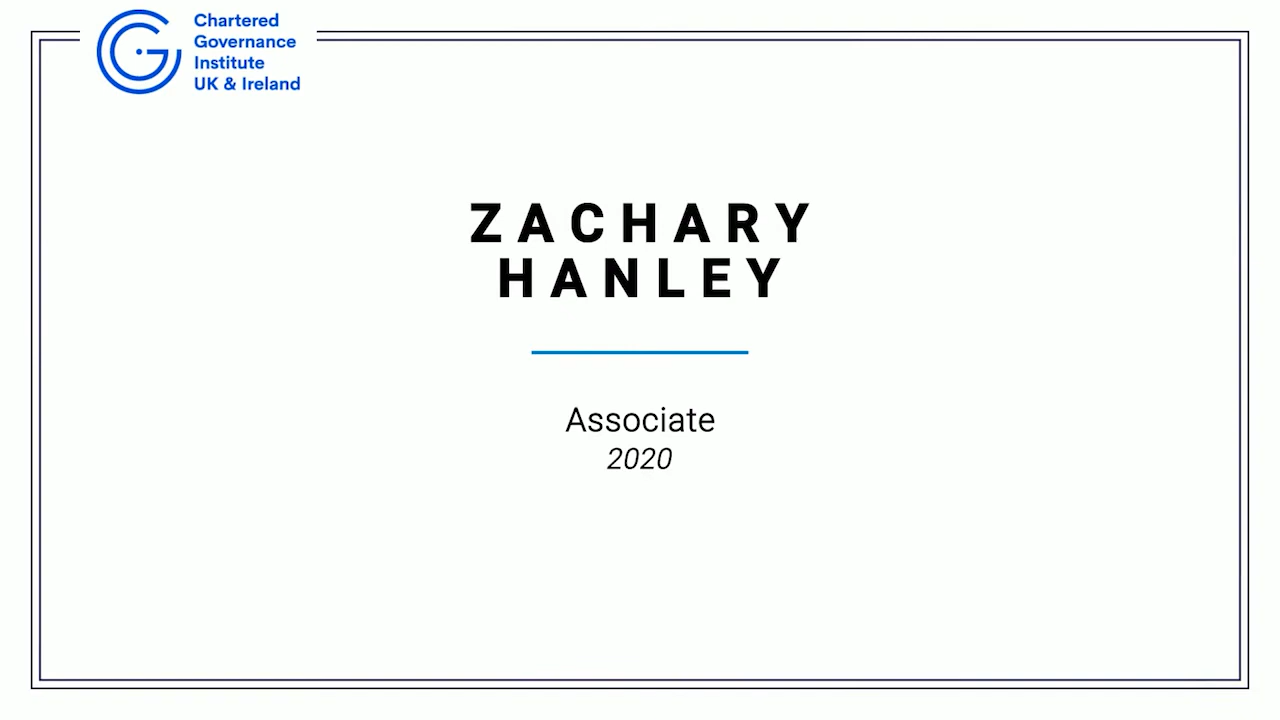 Chartered
Governance
Institute
UK & Ireland
ZACHARY
HANLEY
Associate
2020